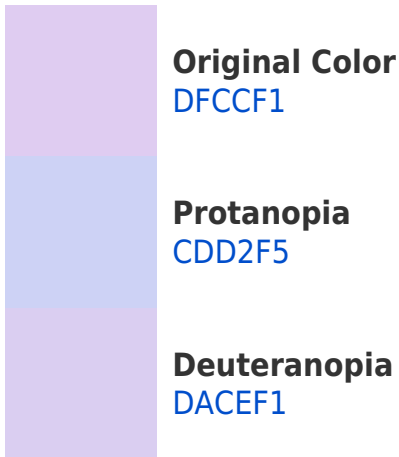 Original Color
DFCCF1
Protanopia
CDD2F5
Deuteranopia
DACEF1